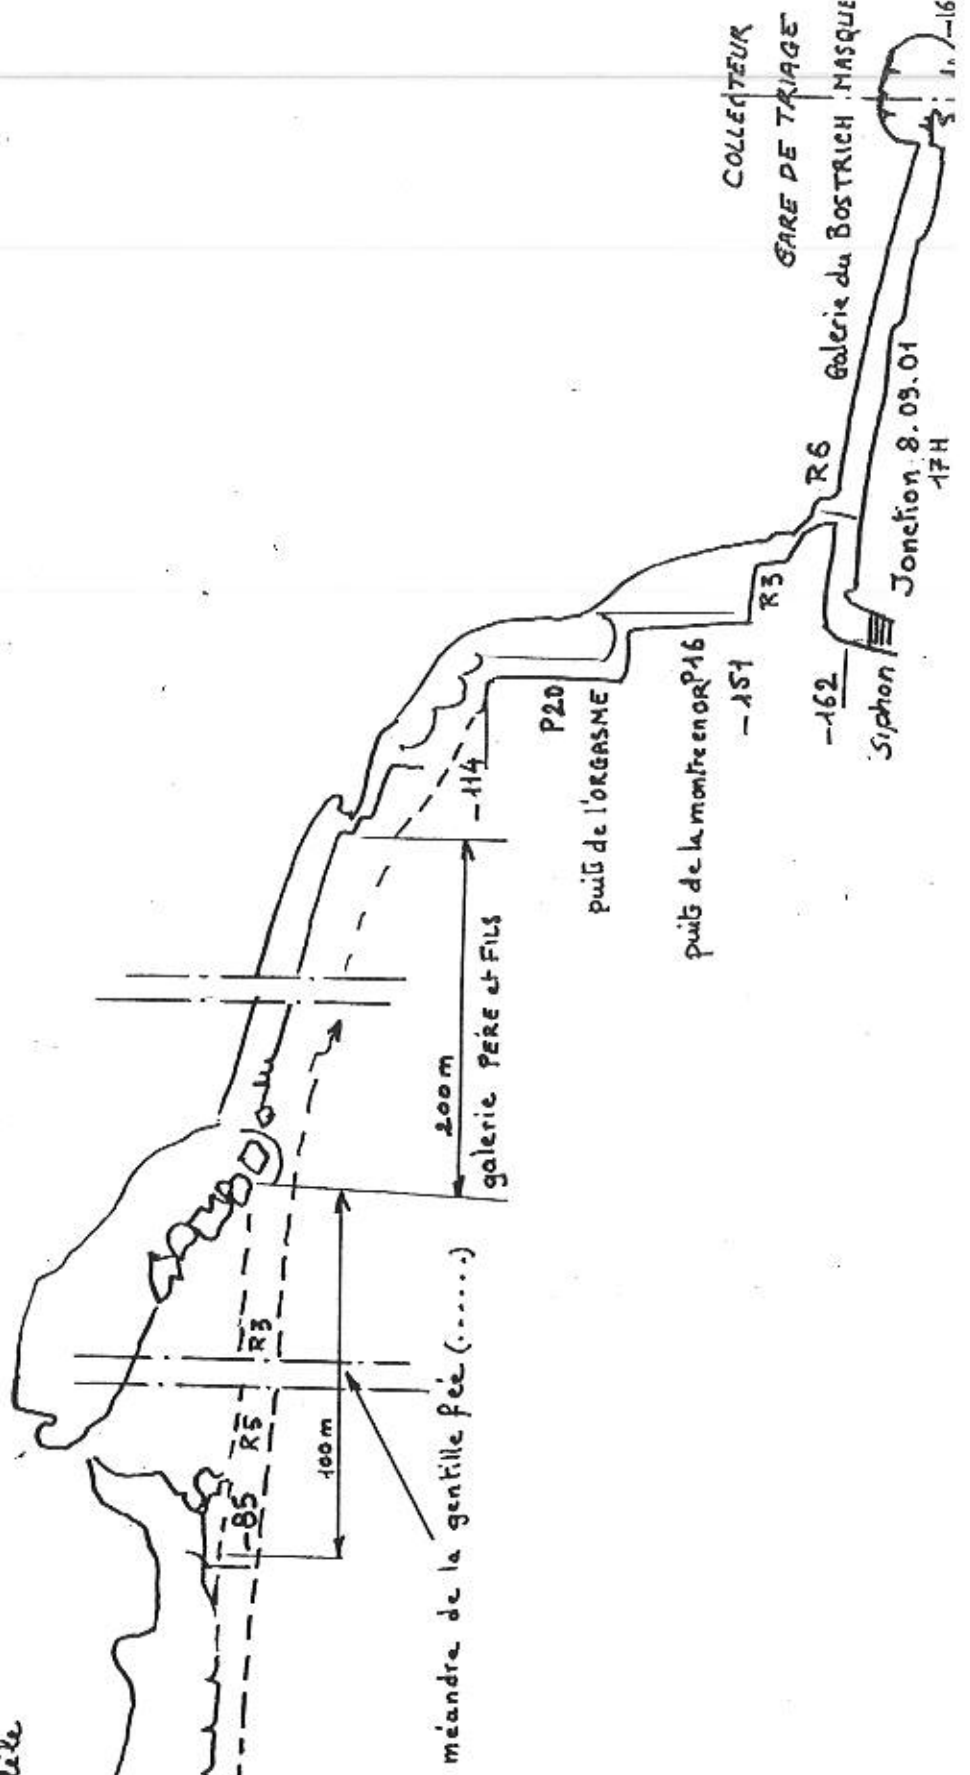 -85
R5
R3
100m
méandre de la gentille fée (......)
200m
galerie PÈRE et FILS
-114
P20
puits de l'ORGASME
puits de la montre en OR P16
-151
R3
-162
Siphon
R6
Jonction 8.09.01
17H
Galerie du BOSTRICH MASQUE
GARE DE TRIAGE
COLLECTEUR